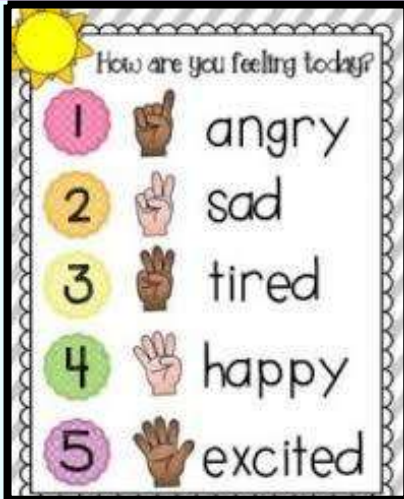 How are you feeling today?
1 angry
2 sad
3 tired
4 happy
5 excited